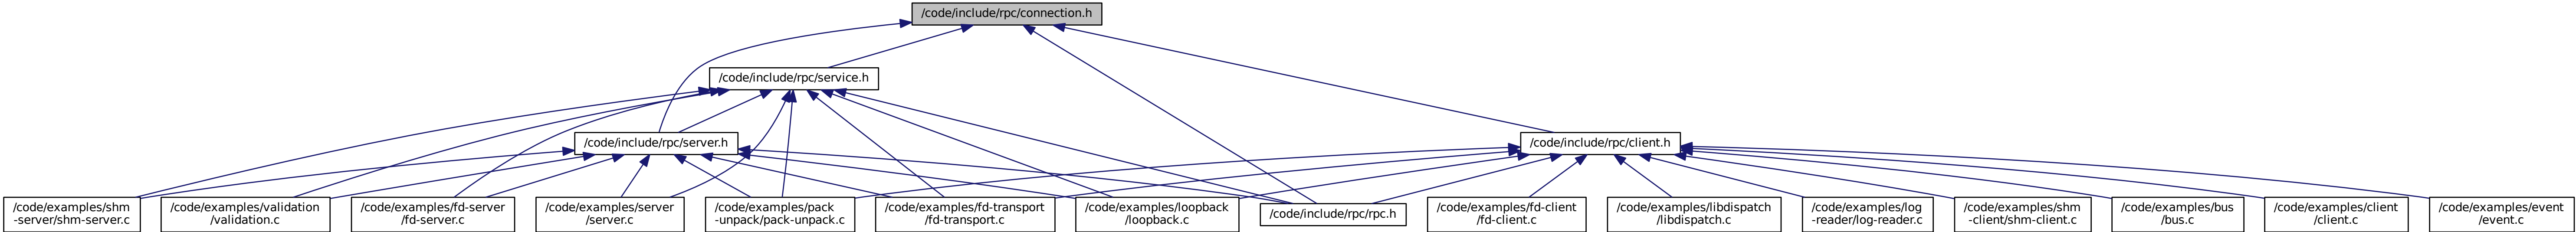 /code/include/rpc/connection.h
/code/include/rpc/service.h
/code/include/rpc/server.h
/code/include/rpc/client.h
/code/examples/shm
-server/shm-server.c
/code/examples/validation
/validation.c
/code/examples/fd-server
/fd-server.c
/code/examples/server
/server.c
/code/examples/pack
-unpack/pack-unpack.c
/code/examples/fd-transport
/fd-transport.c
/code/examples/loopback
/loopback.c
/code/include/rpc/rpc.h
/code/examples/fd-client
/fd-client.c
/code/examples/libdispatch
/libdispatch.c
/code/examples/log
-reader/log-reader.c
/code/examples/shm
-client/shm-client.c
/code/examples/bus
/bus.c
/code/examples/client
/client.c
/code/examples/event
/event.c